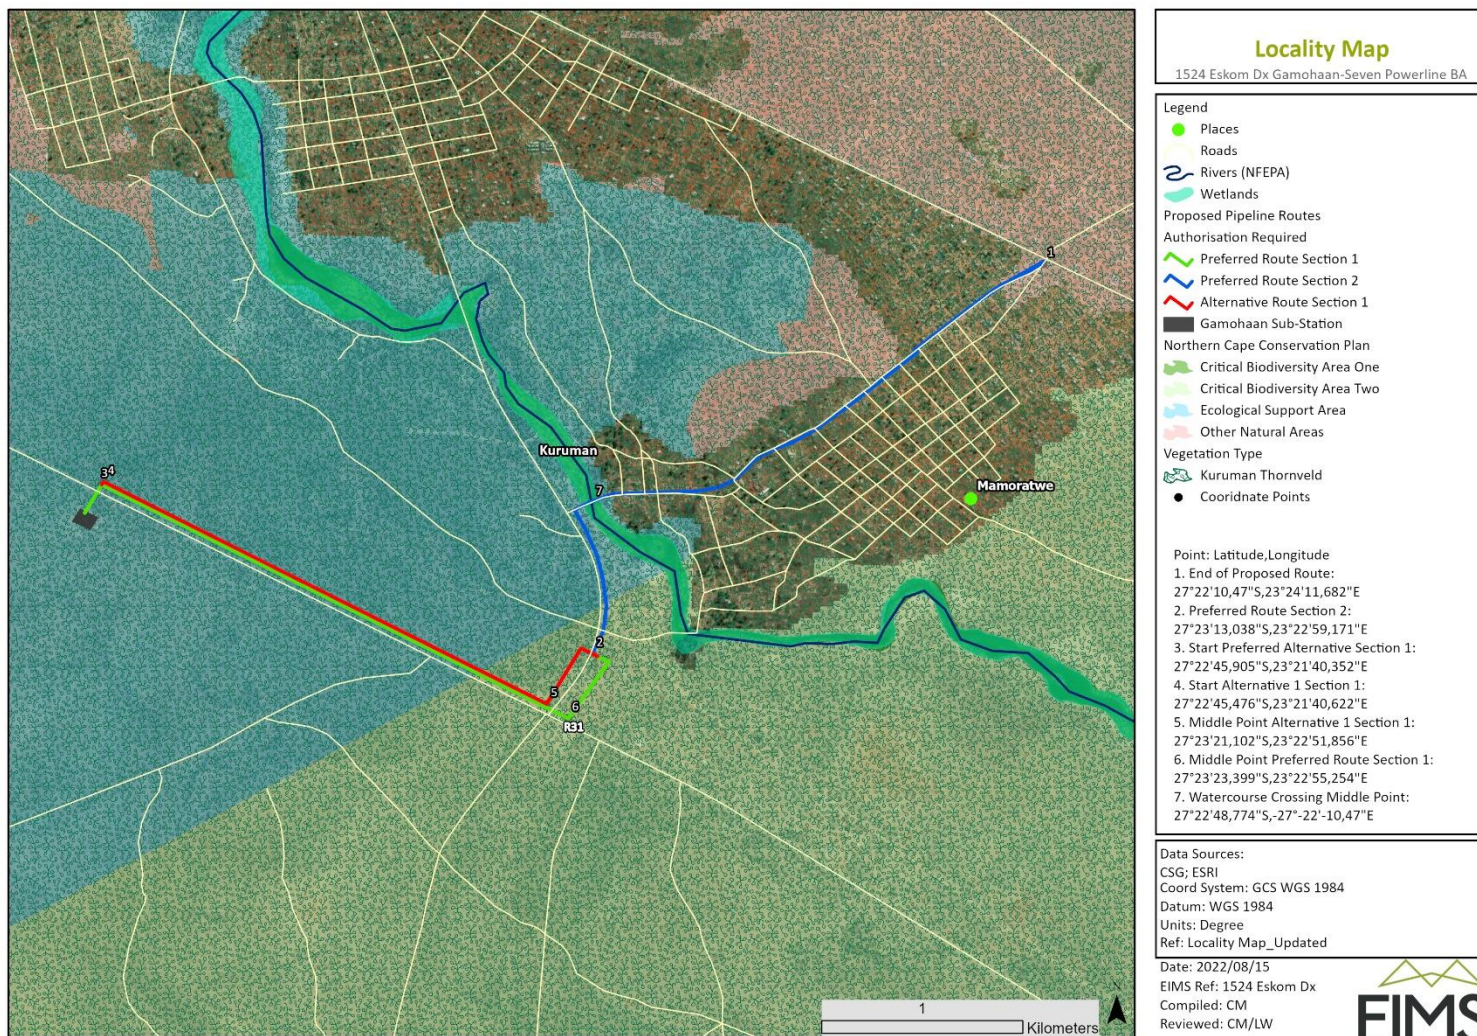 Locality Map
1524 Eskom Dx Gamohaan-Seven Powerline BA
Legend
Places
Roads
Rivers (NFEPA)
Wetlands
Proposed Pipeline Routes
Authorisation Required
Preferred Route Section 1
Preferred Route Section 2
Alternative Route Section 1
Gamohaan Sub-Station
Northern Cape Conservation Plan
Critical Biodiversity Area One
Critical Biodiversity Area Two
Ecological Support Area
Other Natural Areas
Vegetation Type
Kuruman Thornveld
Cooridnate Points
Point: Latitude,Longitude
1. End of Proposed Route:
27°22'10,47"S,23°24'11,682"E
2. Preferred Route Section 2:
27°23'13,038"S,23°22'59,171"E
3. Start Preferred Alternative Section 1:
27°22'45,905"S,23°21'40,352"E
4. Start Alternative 1 Section 1:
27°22'45,476"S,23°21'40,622"E
5. Middle Point Alternative 1 Section 1:
27°23'21,102"S,23°22'51,856"E
6. Middle Point Preferred Route Section 1:
27°23'23,399"S,23°22'55,254"E
7. Watercourse Crossing Middle Point:
27°22'48,774"S,-27°-22'-10,47"E
Data Sources:
CSG; ESRI
Coord System: GCS WGS 1984
Datum: WGS 1984
Units: Degree
Ref: Locality Map_Updated
Date: 2022/08/15
EIMS Ref: 1524 Eskom Dx
Compiled: CM
Reviewed: CM/LW
EIMS
1
Kuruman
34
7
Mamoratwe
2
5
6
R31
N
1
Kilometers